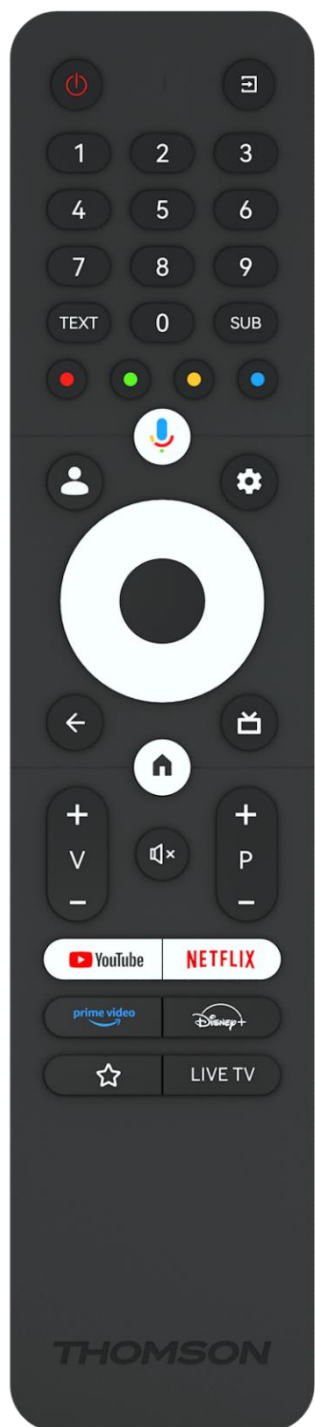 1 2 3
4 5 6
7 8 9
TEXT 0 SUB
+ +
V P
- -
YouTube NETFLIX
prime video Disney+
LIVE TV
THOMSON